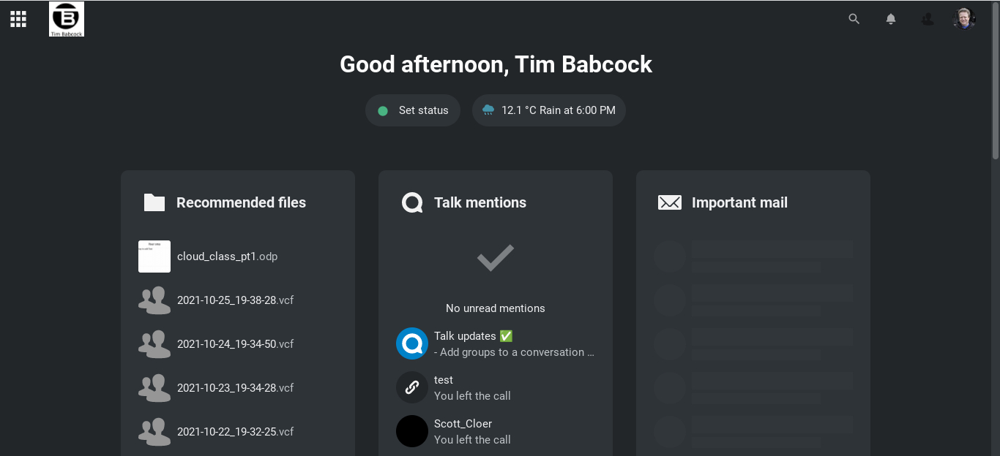 Tim Babcock
Good afternoon, Tim Babcock
Set status
12.1 °C Rain at 6:00 PM
Recommended files
cloud_class_pt1.odp
2021-10-25_19-38-28.vcf
2021-10-24_19-34-50.vcf
2021-10-23_19-34-28.vcf
2021-10-22_19-32-25.vcf
Talk mentions
No unread mentions
Talk updates ✅
- Add groups to a conversation …
test
You left the call
Scott_Cloer
You left the call
Important mail